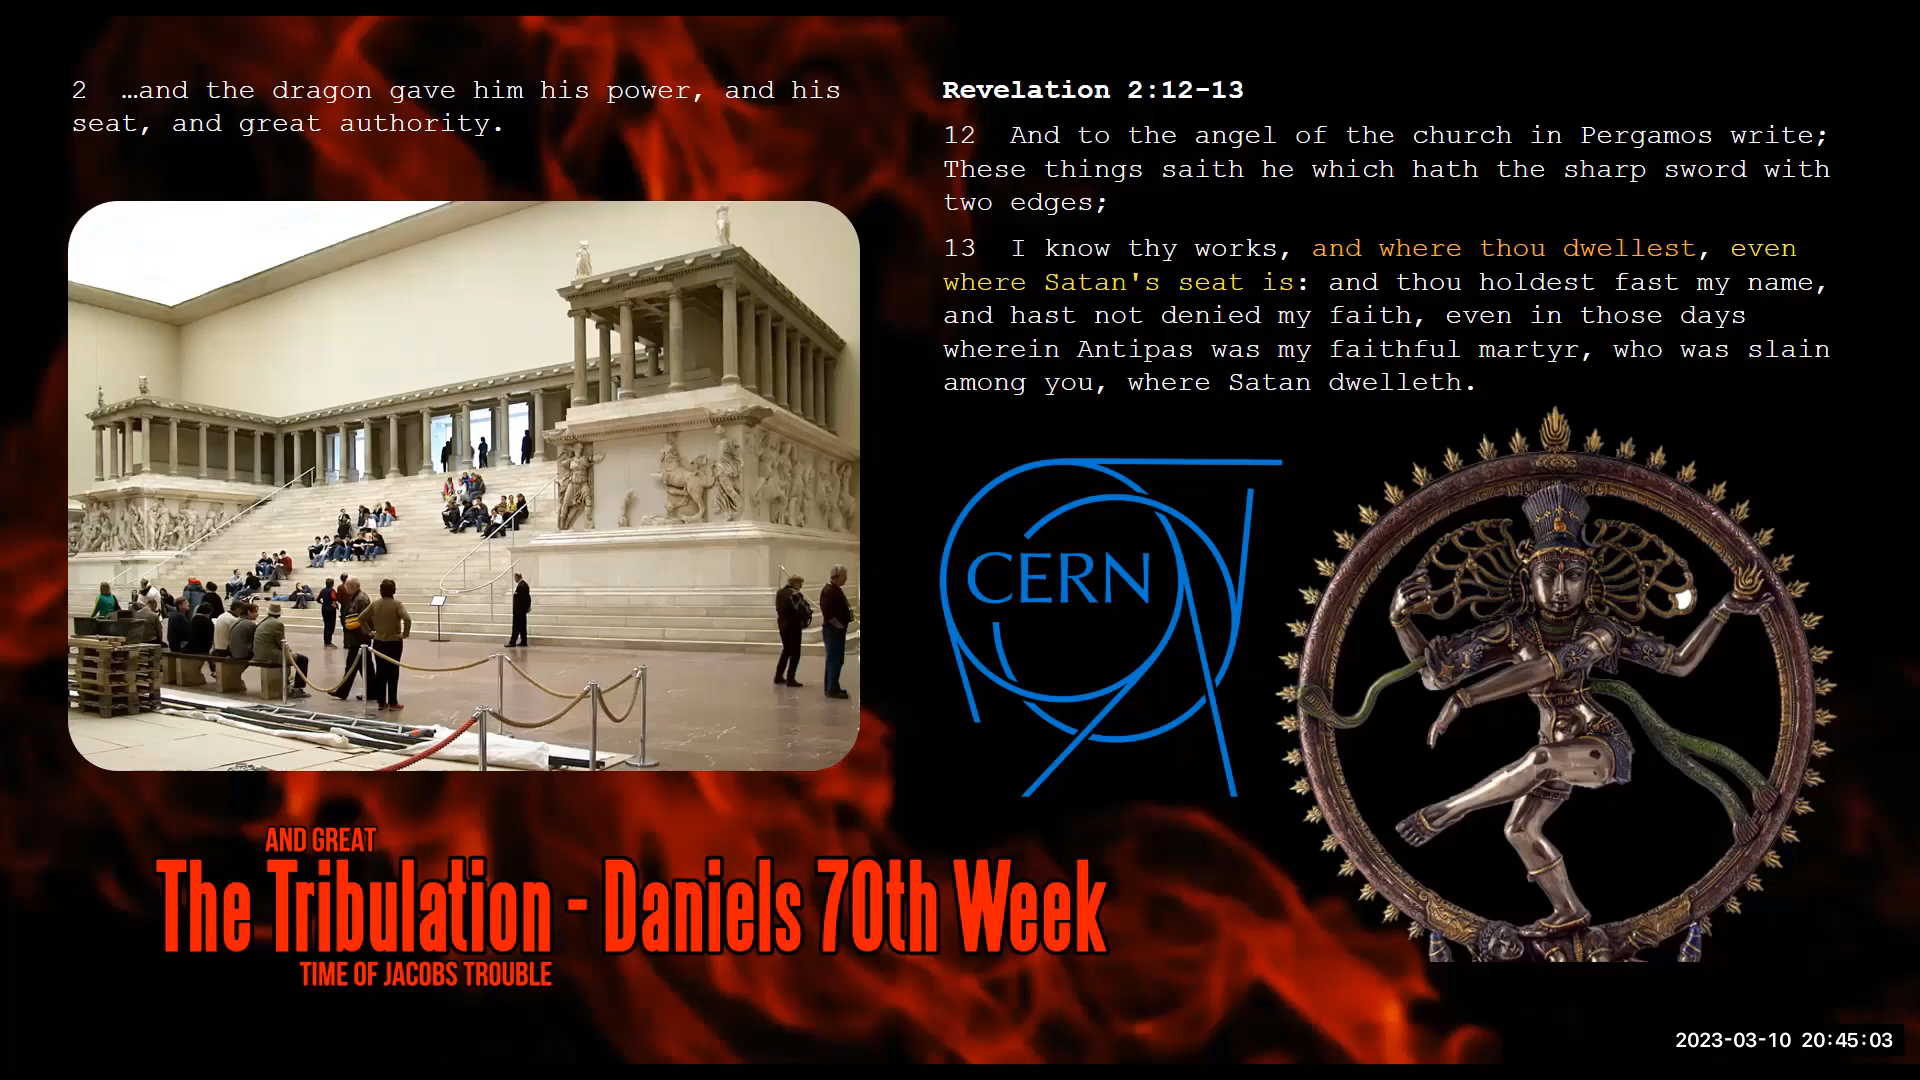 2  …and the dragon gave him his power, and his
seat, and great authority.
Revelation 2:12-13
12  And to the angel of the church in Pergamos write;
These things saith he which hath the sharp sword with
two edges;
13  I know thy works, and where thou dwellest, even
where Satan's seat is: and thou holdest fast my name,
and hast not denied my faith, even in those days
wherein Antipas was my faithful martyr, who was slain
among you, where Satan dwelleth.
CERN
AND GREAT
The Tribulation - Daniels 70th Week
TIME OF JACOBS TROUBLE
2023-03-10 20:45:03